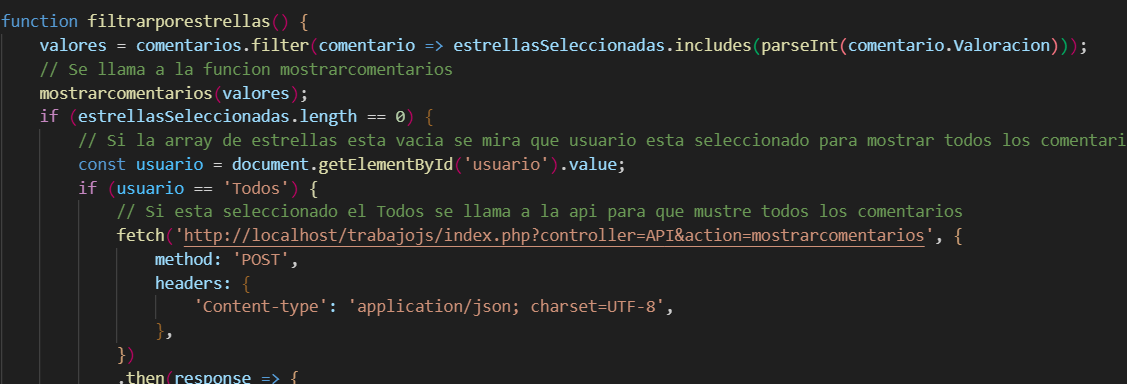 function filtrarporestrellas() {
valores = comentarios.filter(comentario => estrellasSeleccionadas.includes(parseInt(comentario.Valoracion)));
// Se llama a la funcion mostrarcomentarios
mostrarcomentarios(valores);
if (estrellasSeleccionadas.length == 0) {
// Si la array de estrellas esta vacia se mira que usuario esta seleccionado para mostrar todos los comentari
const usuario = document.getElementById('usuario').value;
if (usuario == 'Todos') {
// Si esta seleccionado el Todos se llama a la api para que mustre todos los comentarios
fetch('http://localhost/trabajojs/index.php?controller=API&action=mostrarcomentarios', {
method: 'POST',
headers: {
'Content-type': 'application/json; charset=UTF-8',
},
})
.then(response => {